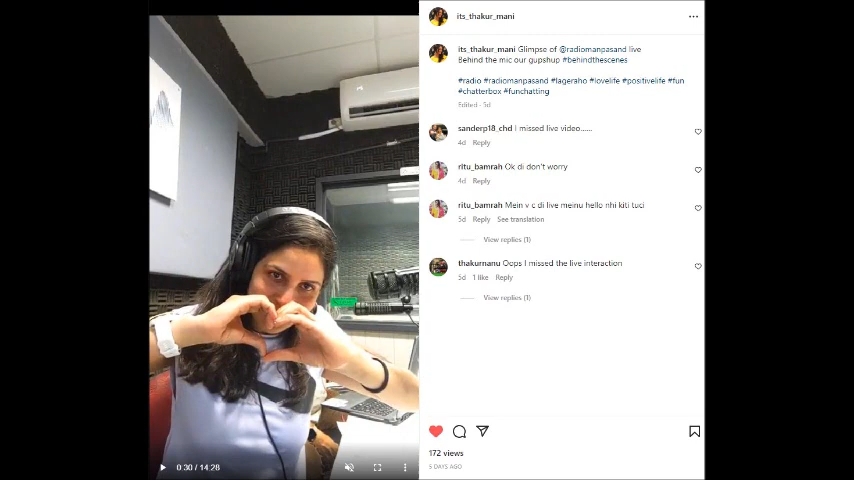 its_thakur_mani
its_thakur_mani Glimpse of @radiomanpasand live
Behind the mic our gupshup #behindthescenes
#radio #radiomanpasand #lageraho #lovelife #positivelife #fun
#chatterbox #funchatting
Edited · 5d
sanderp18_chd I missed live video......
4d Reply
ritu_bamrah Ok di don't worry
4d Reply
ritu_bamrah Mein v c di live meinu hello nhi kiti tuci
5d Reply See translation
View replies (1)
thakurnanu Oops I missed the live interaction
5d 1 like Reply
View replies (1)
172 views
5 DAYS AGO
0:30 / 14:28